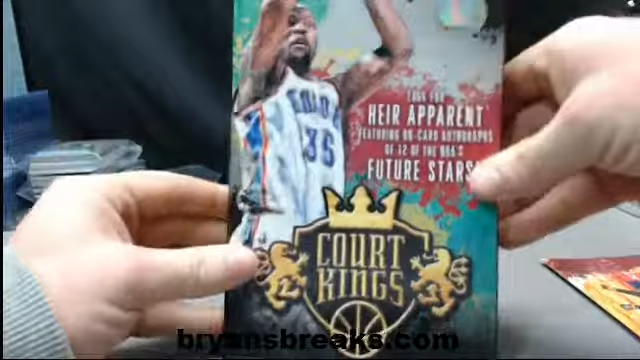 LOOK FOR
HEIR APPARENT
FEATURING ON-CARD AUTOGRAPHS
OF 12 OF THE NBA'S
FUTURE STARS!
35
COURT
KINGS
bryansbreaks.com